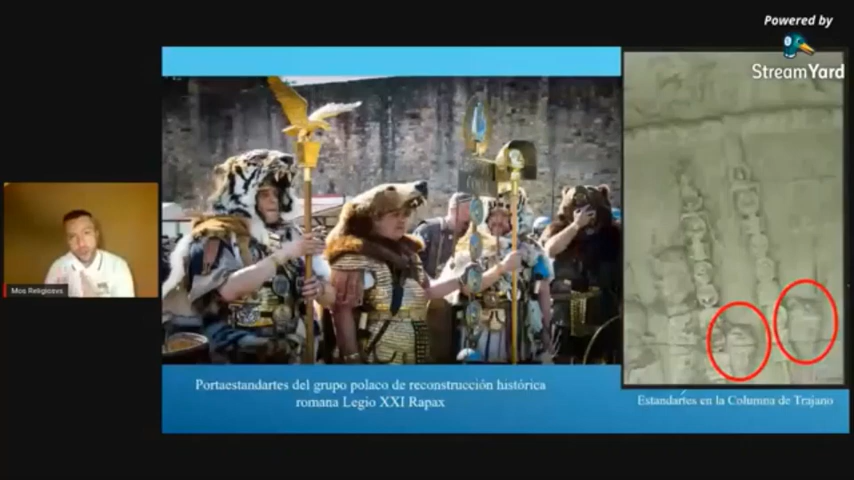 Powered by
StreamYard
Mos Religiosvs
Portaestandartes del grupo polaco de reconstrucción histórica
romana Legio XXI Rapax
Estandartes en la Columna de Trajano